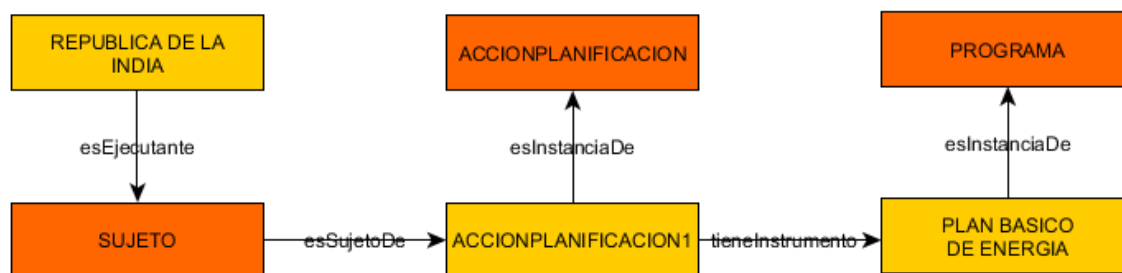 REPUBLICA DE LA
INDIA
ACCIONPLANIFICACION
PROGRAMA
esEjecutante
esInstanciaDe
esInstanciaDe
SUJETO
esSujetoDe
ACCIONPLANIFICACION1
tieneInstrumento
PLAN BASICO
DE ENERGIA